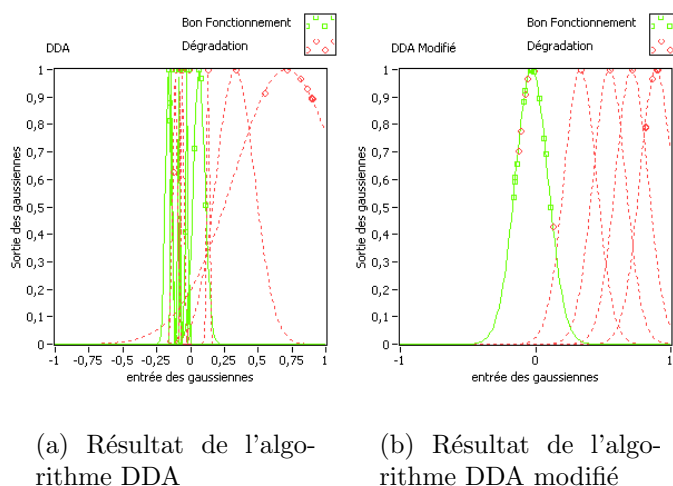 Bon Fonctionnement
DDA
Dégradation
1
0,9
0,8
0,7
0,6
0,5
0,4
0,3
0,2
0,1
0
Sortie des gaussiennes
-1
-0,75
-0,5
-0,25
0
0,25
0,5
0,75
1
entrée des gaussiennes
Bon Fonctionnement
DDA Modifié
Dégradation
1
0,9
0,8
0,7
0,6
0,5
0,4
0,3
0,2
0,1
0
Sortie des gaussiennes
-1
0
1
entrée des gaussiennes
(a) Résultat de l'algo-
rithme DDA
(b) Résultat de l'algo-
rithme DDA modifié